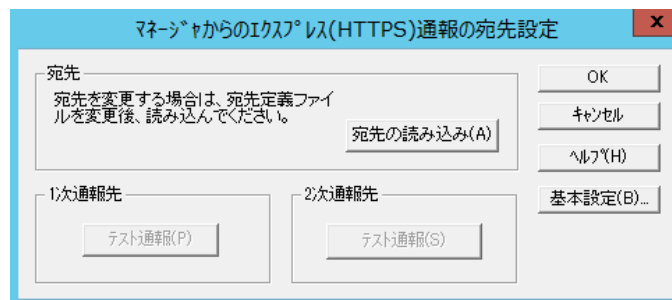 マネージャからのエクスプレス(HTTPS)通報の宛先設定
x
宛先
宛先を変更する場合は、宛先定義ファイ
ルを変更後、読み込んでください。
宛先の読み込み(A)
OK
キャンセル
ヘルプ(H)
基本設定(B)...
1次通報先
テスト通報(P)
2次通報先
テスト通報(S)